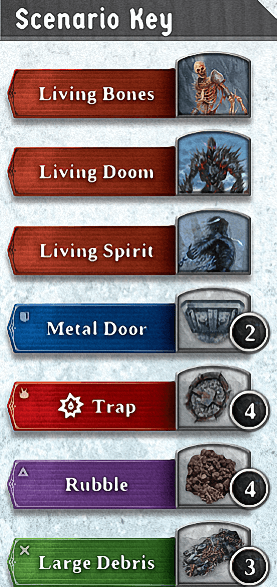 Scenario Key
Living Bones
Living Doom
Living Spirit
Metal Door
2
Trap
4
Rubble
4
Large Debris
3